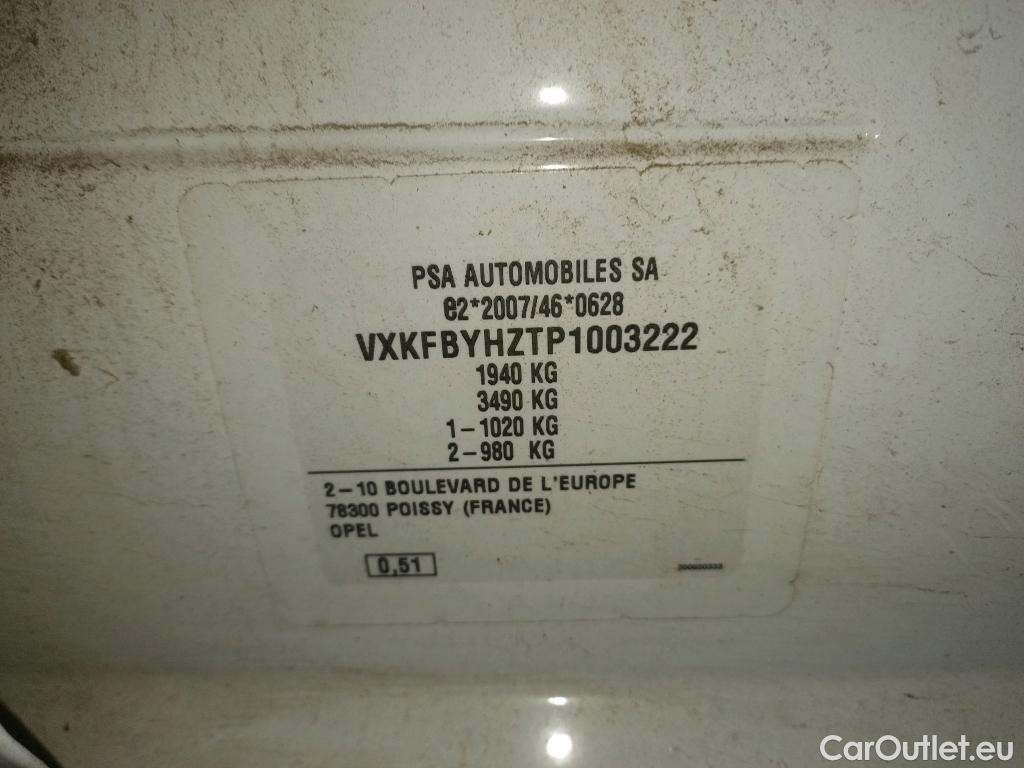 PSA AUTOMOBILES SA
e2*2007/46*0628
VXKFBYHZTP1003222
1940 KG
3490 KG
1-1020 KG
2-980 KG
2-10 BOULEVARD DE L'EUROPE
78300 POISSY (FRANCE)
OPEL
0,51
CarOutlet.eu